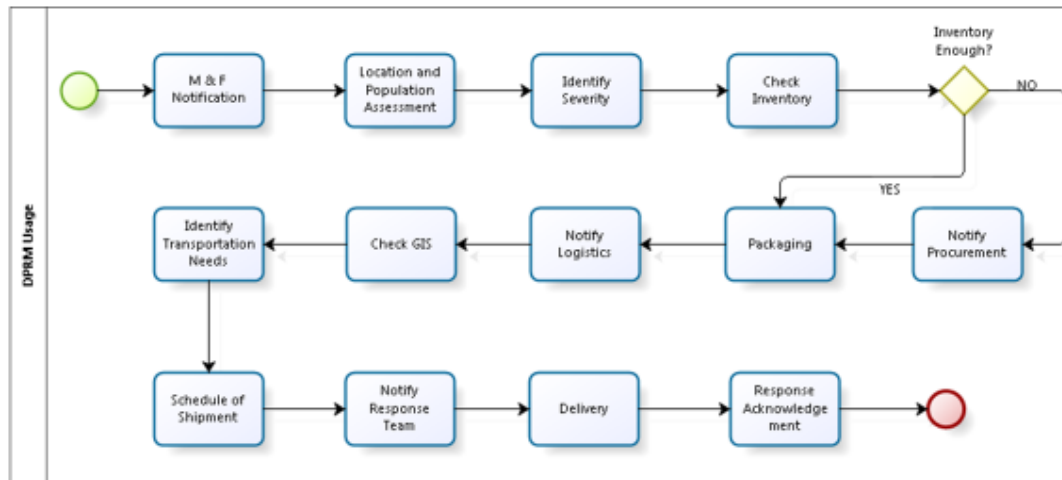 DPRM Usage
M & F
Notification
Location and
Population
Assessment
Identify
Severity
Check
Inventory
Inventory
Enough?
NO
YES
Identify
Transportation
Needs
Check GIS
Notify
Logistics
Packaging
Notify
Procurement
Schedule of
Shipment
Notify
Response
Team
Delivery
Response
Acknowledge
ment